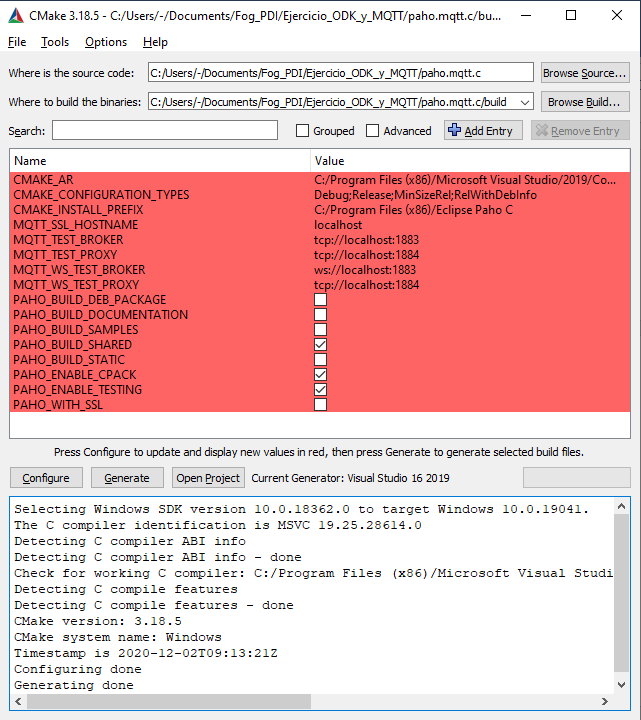 CMake 3.18.5 - C:/Users/-/Documents/Fog_PDI/Ejercicio_ODK_y_MQTT/paho.mqtt.c/bu...
File Tools Options Help
Where is the source code: C:/Users/-/Documents/Fog_PDI/Ejercicio_ODK_y_MQTT/paho.mqtt.c Browse Source...
Where to build the binaries: C:/Users/-/Documents/Fog_PDI/Ejercicio_ODK_y_MQTT/paho.mqtt.c/build Browse Build...
Search: Grouped Advanced Add Entry Remove Entry
Name Value
CMAKE_AR C:/Program Files (x86)/Microsoft Visual Studio/2019/Co...
CMAKE_CONFIGURATION_TYPES Debug;Release;MinSizeRel;RelWithDebInfo
CMAKE_INSTALL_PREFIX C:/Program Files (x86)/Eclipse Paho C
MQTT_SSL_HOSTNAME localhost
MQTT_TEST_BROKER tcp://localhost:1883
MQTT_TEST_PROXY tcp://localhost:1884
MQTT_WS_TEST_BROKER ws://localhost:1883
MQTT_WS_TEST_PROXY tcp://localhost:1884
PAHO_BUILD_DEB_PACKAGE
PAHO_BUILD_DOCUMENTATION
PAHO_BUILD_SAMPLES
PAHO_BUILD_SHARED
PAHO_BUILD_STATIC
PAHO_ENABLE_CPACK
PAHO_ENABLE_TESTING
PAHO_WITH_SSL
Press Configure to update and display new values in red, then press Generate to generate selected build files.
Configure Generate Open Project Current Generator: Visual Studio 16 2019
Selecting Windows SDK version 10.0.18362.0 to target Windows 10.0.19041.
The C compiler identification is MSVC 19.25.28614.0
Detecting C compiler ABI info
Detecting C compiler ABI info - done
Check for working C compiler: C:/Program Files (x86)/Microsoft Visual Studi
Detecting C compile features
Detecting C compile features - done
CMake version: 3.18.5
CMake system name: Windows
Timestamp is 2020-12-02T09:13:21Z
Configuring done
Generating done